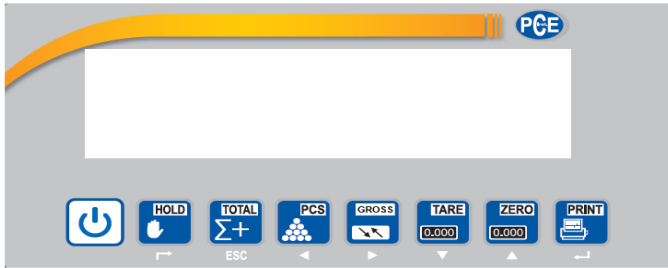 PCE
HOLD TOTAL PCS GROSS TARE ZERO PRINT
Σ+ 0.000 0.000
ESC